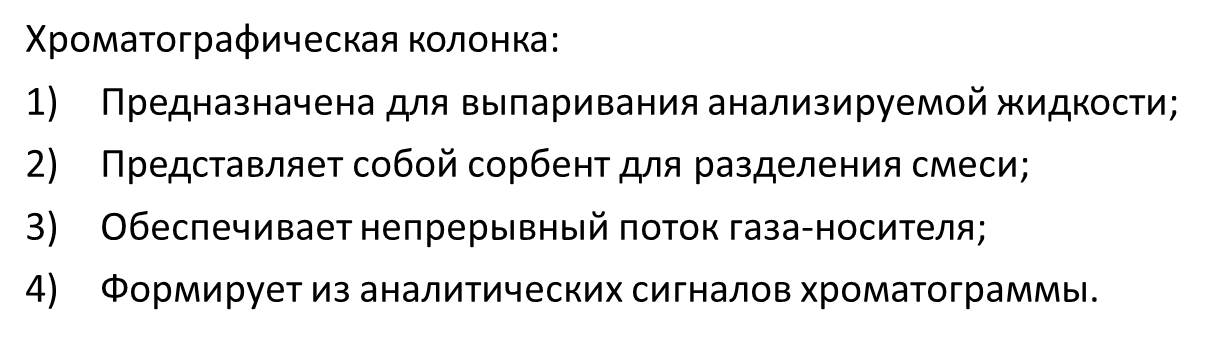 Хроматографическая колонка:
1) Предназначена для выпаривания анализируемой жидкости;
2) Представляет собой сорбент для разделения смеси;
3) Обеспечивает непрерывный поток газа-носителя;
4) Формирует из аналитических сигналов хроматограммы.